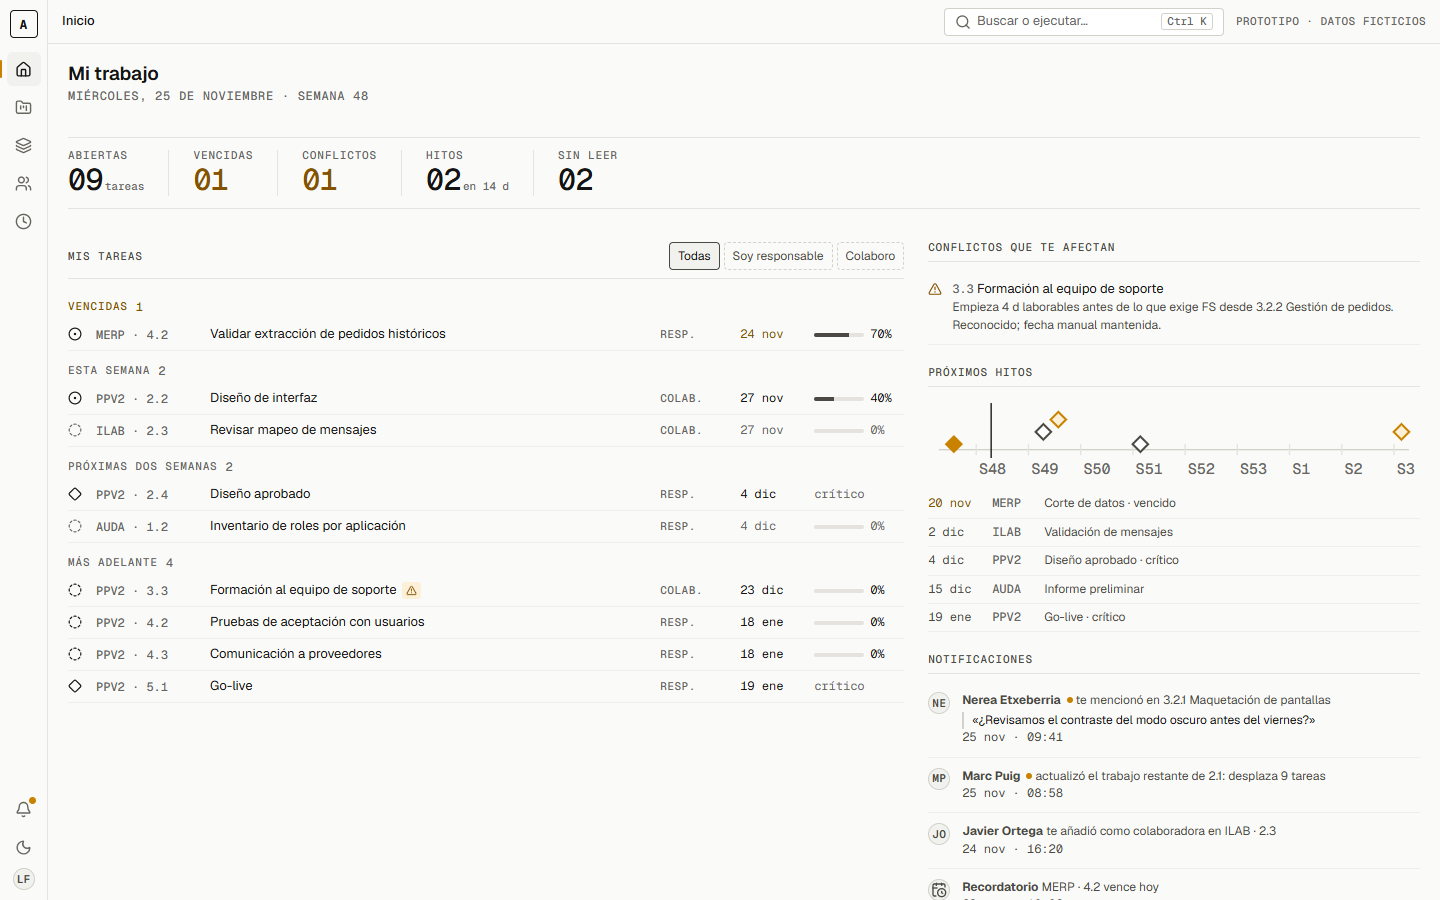 A
Inicio
Buscar o ejecutar...
Ctrl K
PROTOTIPO · DATOS FICTICIOS
Mi trabajo
MIÉRCOLES, 25 DE NOVIEMBRE · SEMANA 48
ABIERTAS
09 tareas
VENCIDAS
01
CONFLICTOS
01
HITOS
02 en 14 d
SIN LEER
02
MIS TAREAS
Todas
Soy responsable
Colaboro
VENCIDAS 1
MERP · 4.2 Validar extracción de pedidos históricos RESP. 24 nov 70%
ESTA SEMANA 2
PPV2 · 2.2 Diseño de interfaz COLAB. 27 nov 40%
ILAB · 2.3 Revisar mapeo de mensajes COLAB. 27 nov 0%
PRÓXIMAS DOS SEMANAS 2
PPV2 · 2.4 Diseño aprobado RESP. 4 dic crítico
AUDA · 1.2 Inventario de roles por aplicación RESP. 4 dic 0%
MÁS ADELANTE 4
PPV2 · 3.3 Formación al equipo de soporte COLAB. 23 dic 0%
PPV2 · 4.2 Pruebas de aceptación con usuarios RESP. 18 ene 0%
PPV2 · 4.3 Comunicación a proveedores RESP. 18 ene 0%
PPV2 · 5.1 Go-live RESP. 19 ene crítico
CONFLICTOS QUE TE AFECTAN
3.3 Formación al equipo de soporte
Empieza 4 d laborables antes de lo que exige FS desde 3.2.2 Gestión de pedidos.
Reconocido; fecha manual mantenida.
PRÓXIMOS HITOS
S48 S49 S50 S51 S52 S53 S1 S2 S3
20 nov MERP Corte de datos · vencido
2 dic ILAB Validación de mensajes
4 dic PPV2 Diseño aprobado · crítico
15 dic AUDA Informe preliminar
19 ene PPV2 Go-live · crítico
NOTIFICACIONES
NE Nerea Etxeberria te mencionó en 3.2.1 Maquetación de pantallas
«¿Revisamos el contraste del modo oscuro antes del viernes?»
25 nov · 09:41
MP Marc Puig actualizó el trabajo restante de 2.1: desplaza 9 tareas
25 nov · 08:58
JO Javier Ortega te añadió como colaboradora en ILAB · 2.3
24 nov · 16:20
Recordatorio MERP · 4.2 vence hoy
LF